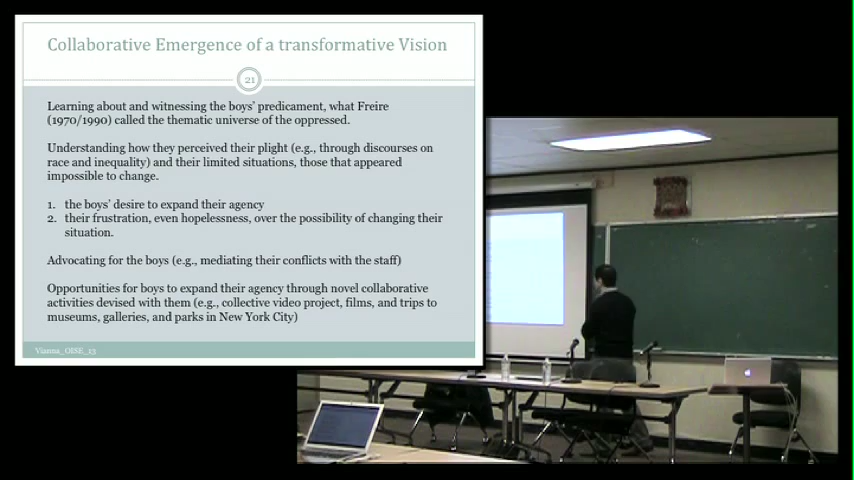 Collaborative Emergence of a transformative Vision
21
Learning about and witnessing the boys' predicament, what Freire
(1970/1990) called the thematic universe of the oppressed.
Understanding how they perceived their plight (e.g., through discourses on
race and inequality) and their limited situations, those that appeared
impossible to change.
1. the boys' desire to expand their agency
2. their frustration, even hopelessness, over the possibility of changing their
situation.
Advocating for the boys (e.g., mediating their conflicts with the staff)
Opportunities for boys to expand their agency through novel collaborative
activities devised with them (e.g., collective video project, films, and trips to
museums, galleries, and parks in New York City)
Vianna_OISE_13